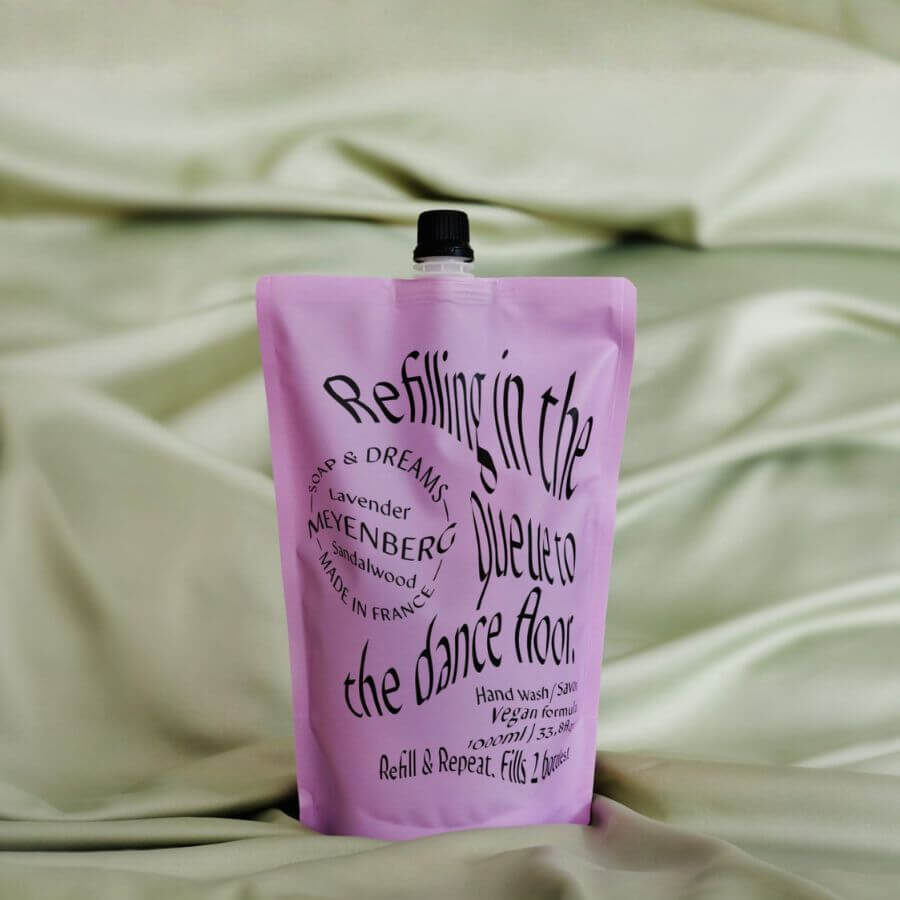 Refilling in the
Queue to
the dance floor.
SOAP & DREAMS
Lavender
MEYENBERG
Sandalwood
MADE IN FRANCE
Hand Wash / Savon
Vegan formula
1000ml | 33,8fl
Refill & Repeat. Fills 2 bottles!